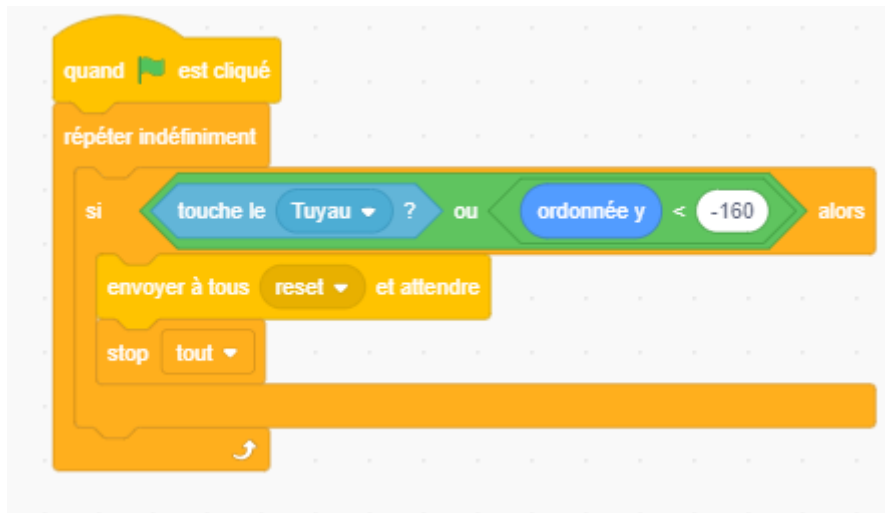 quand est cliqué
répéter indéfiniment
si touche le Tuyau ? ou ordonnée y < -160 alors
envoyer à tous reset et attendre
stop tout